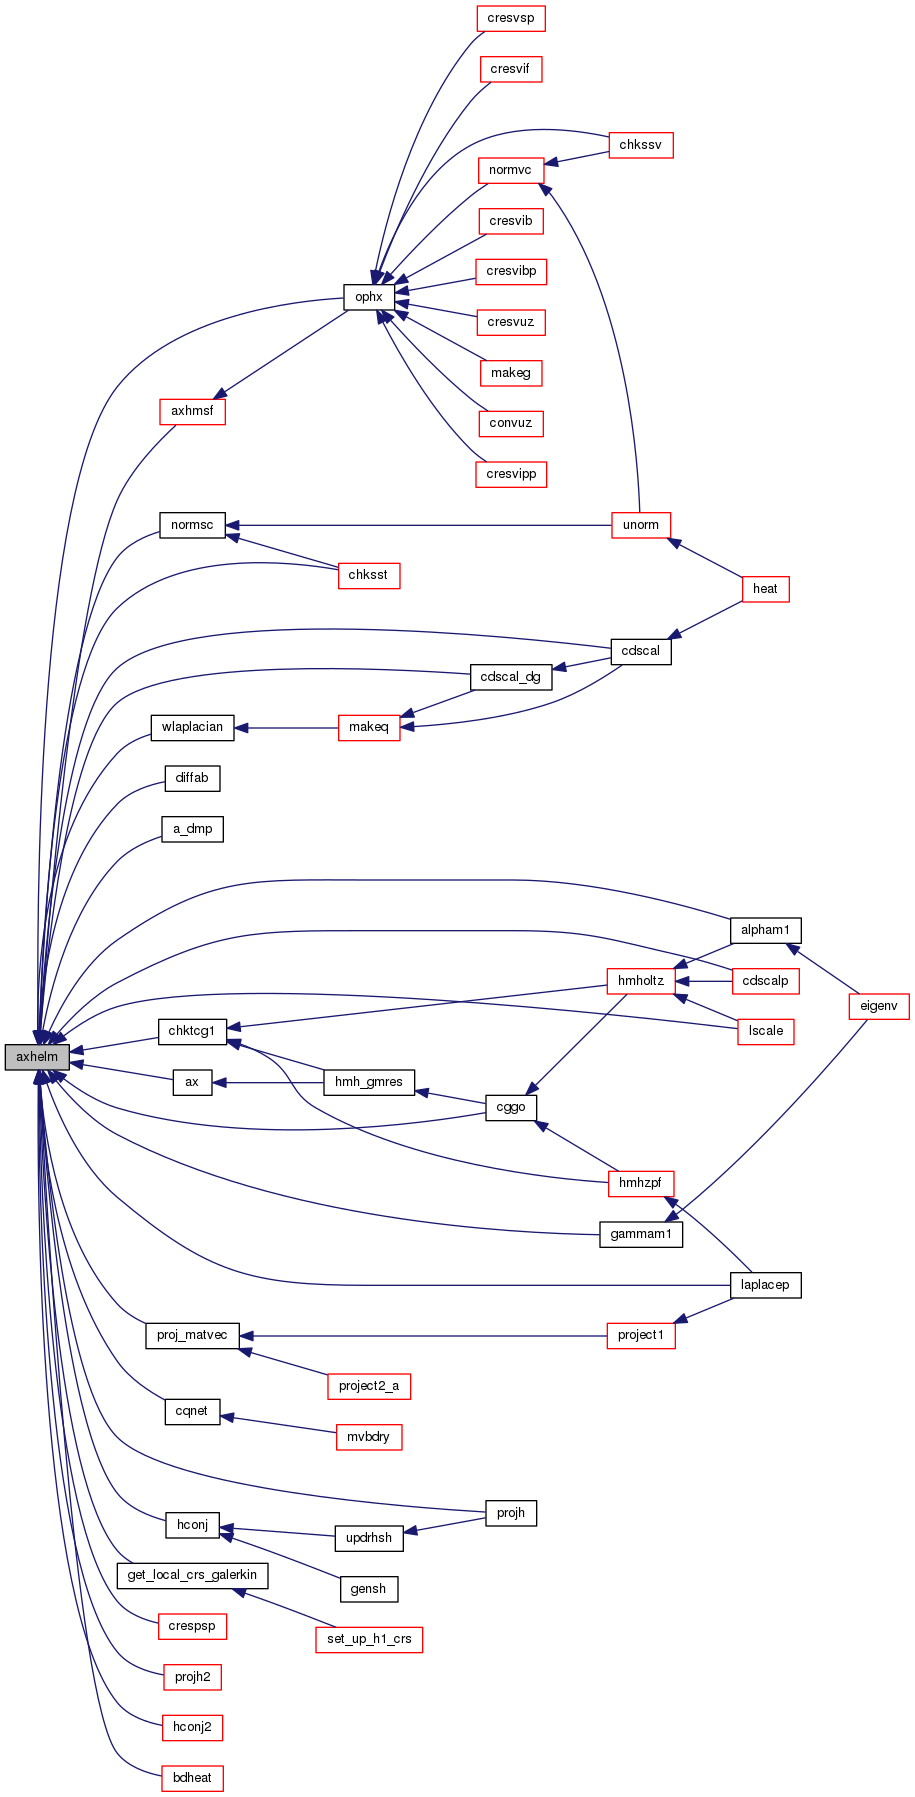 cresvsp
cresvif
chkssv
normvc
cresvib
cresvibp
ophx
cresvuz
makeg
axhmsf
convuz
cresvipp
normsc
unorm
chksst
heat
cdscal
cdscal_dg
wlaplacian
makeq
diffab
a_dmp
alpham1
hmholtz
cdscalp
eigenv
chktcg1
lscale
axhelm
ax
hmh_gmres
cggo
hmhzpf
gammam1
laplacep
proj_matvec
project1
project2_a
cqnet
mvbdry
projh
hconj
updrhsh
get_local_crs_galerkin
gensh
crespsp
set_up_h1_crs
projh2
hconj2
bdheat